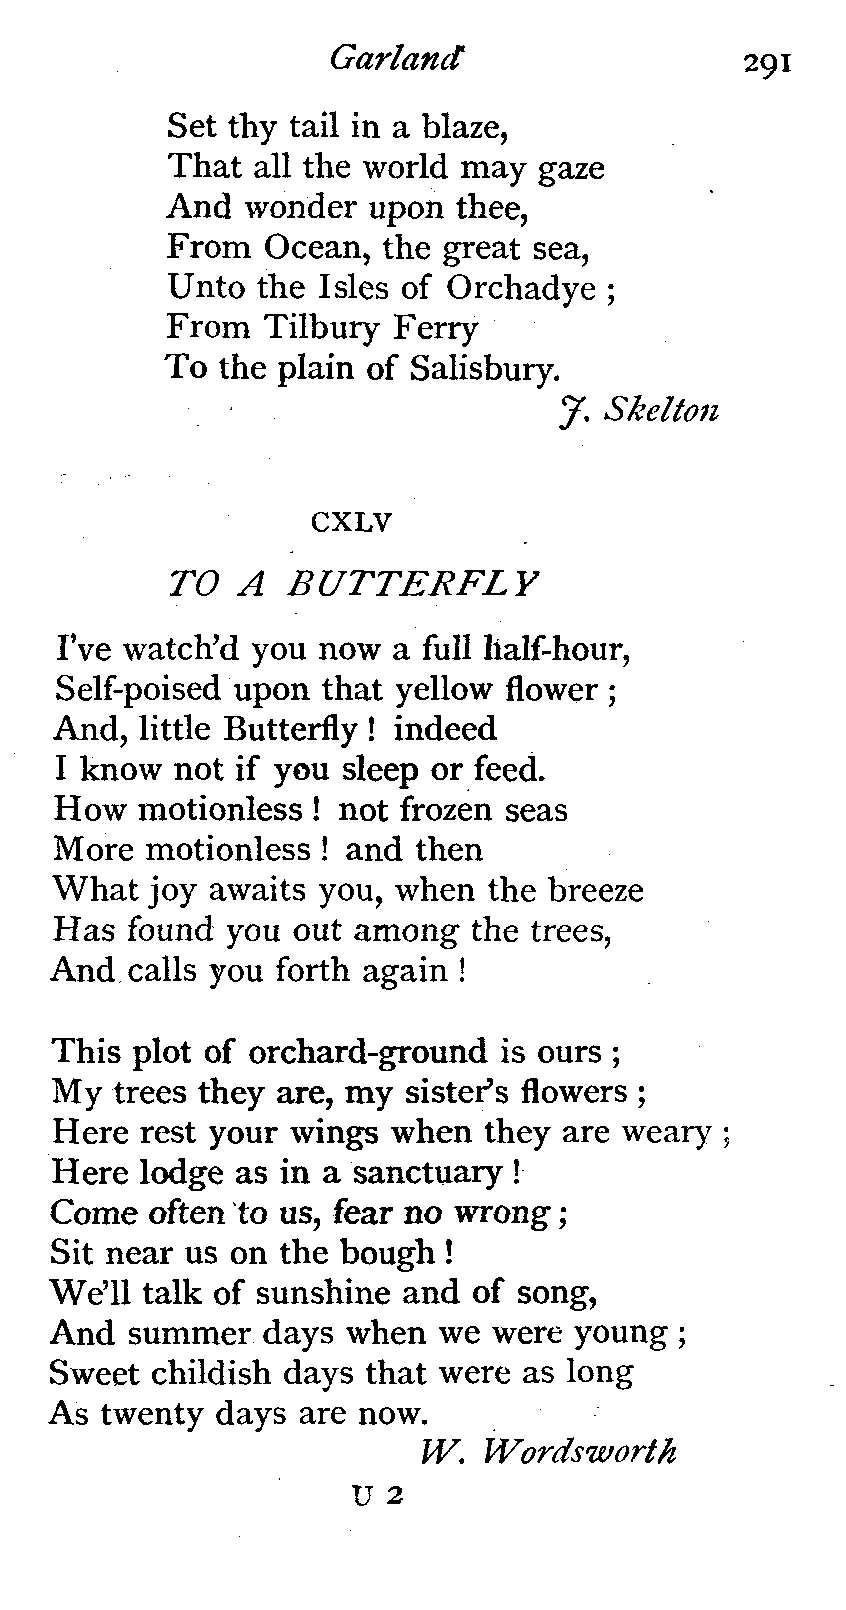 Garland 291
Set thy tail in a blaze,
That all the world may gaze
And wonder upon thee,
From Ocean, the great sea,
Unto the Isles of Orchadye ;
From Tilbury Ferry
To the plain of Salisbury.
J. Skelton
CXLV
TO A BUTTERFLY
I've watch'd you now a full half-hour,
Self-poised upon that yellow flower ;
And, little Butterfly ! indeed
I know not if you sleep or feed.
How motionless ! not frozen seas
More motionless ! and then
What joy awaits you, when the breeze
Has found you out among the trees,
And calls you forth again !
This plot of orchard-ground is ours ;
My trees they are, my sister's flowers ;
Here rest your wings when they are weary ;
Here lodge as in a sanctuary !
Come often to us, fear no wrong ;
Sit near us on the bough !
We'll talk of sunshine and of song,
And summer days when we were young ;
Sweet childish days that were as long
As twenty days are now.
W. Wordsworth
U 2